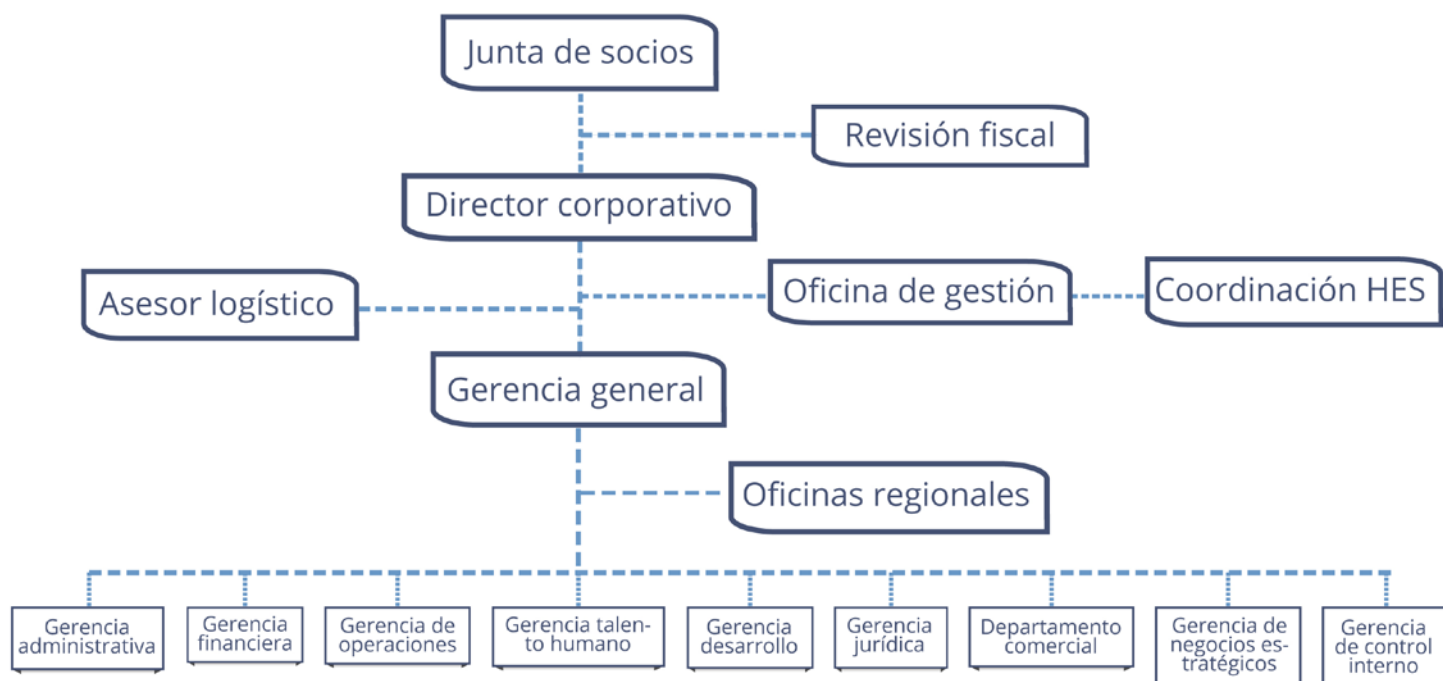 Junta de socios
Revisión fiscal
Director corporativo
Asesor logístico
Oficina de gestión
Coordinación HES
Gerencia general
Oficinas regionales
Gerencia
administrativa
Gerencia
financiera
Gerencia de
operaciones
Gerencia talen-
to humano
Gerencia
desarrollo
Gerencia
jurídica
Departamento
comercial
Gerencia de
negocios es-
tratégicos
Gerencia
de control
interno